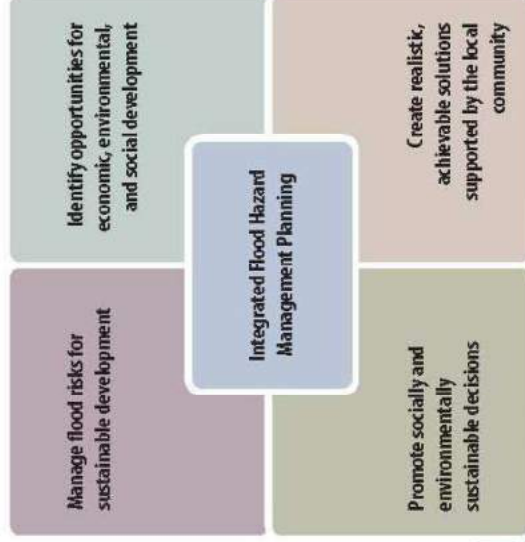 Manage flood risks for
sustainable development
Identify opportunities for
economic, environmental,
and social development
Integrated Flood Hazard
Management Planning
Promote socially and
environmentally
sustainable decisions
Create realistic,
achievable solutions
supported by the local
community